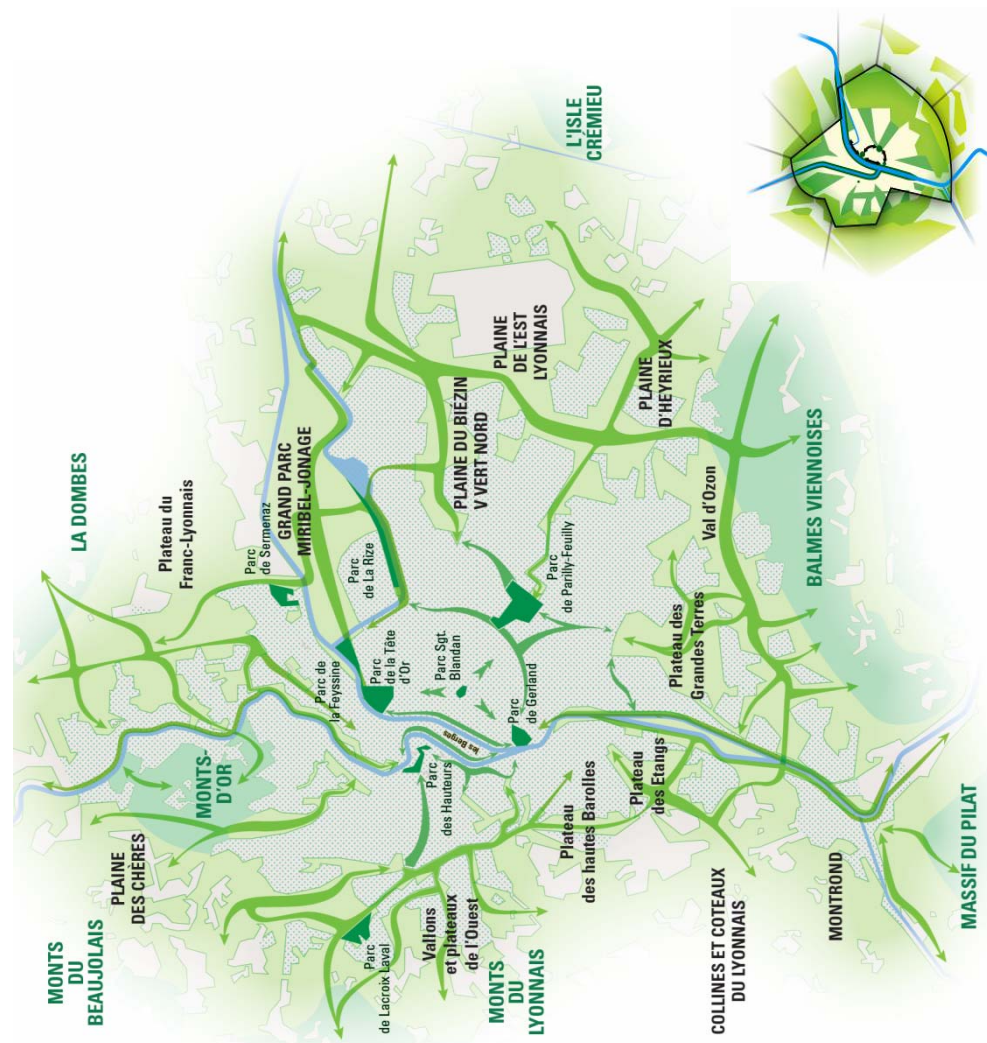 MONTS
DU
BEAUJOLAIS
PLAINE
DES CHÈRES
MONTS-
D'OR
LA DOMBES
Plateau du
Franc-Lyonnais
Parc
de Sermenaz
GRAND PARC
MIRIBEL-JONAGE
L'ISLE
CRÉMIEU
Parc de
la Feyssine
Parc
de La Rize
Parc
de la Tête
d'Or
Parc Sgt.
Blandan
PLAINE DU BIÉZIN
V VERT NORD
PLAINE
DE L'EST
LYONNAIS
Parc
de Lacroix Laval
Vallons
et plateaux
de l'Ouest
MONTS
DU
LYONNAIS
Parc
des Hauteurs
les Berges
Parc
de Gerland
Parc
de Parilly-Feuilly
PLAINE
D'HEYRIEUX
Plateau
des hautes Barolles
Plateau
des Etangs
Plateau des
Grandes Terres
Val d'Ozon
BALMES VIENNOISES
COLLINES ET COTEAUX
DU LYONNAIS
MONTROND
MASSIF DU PILAT